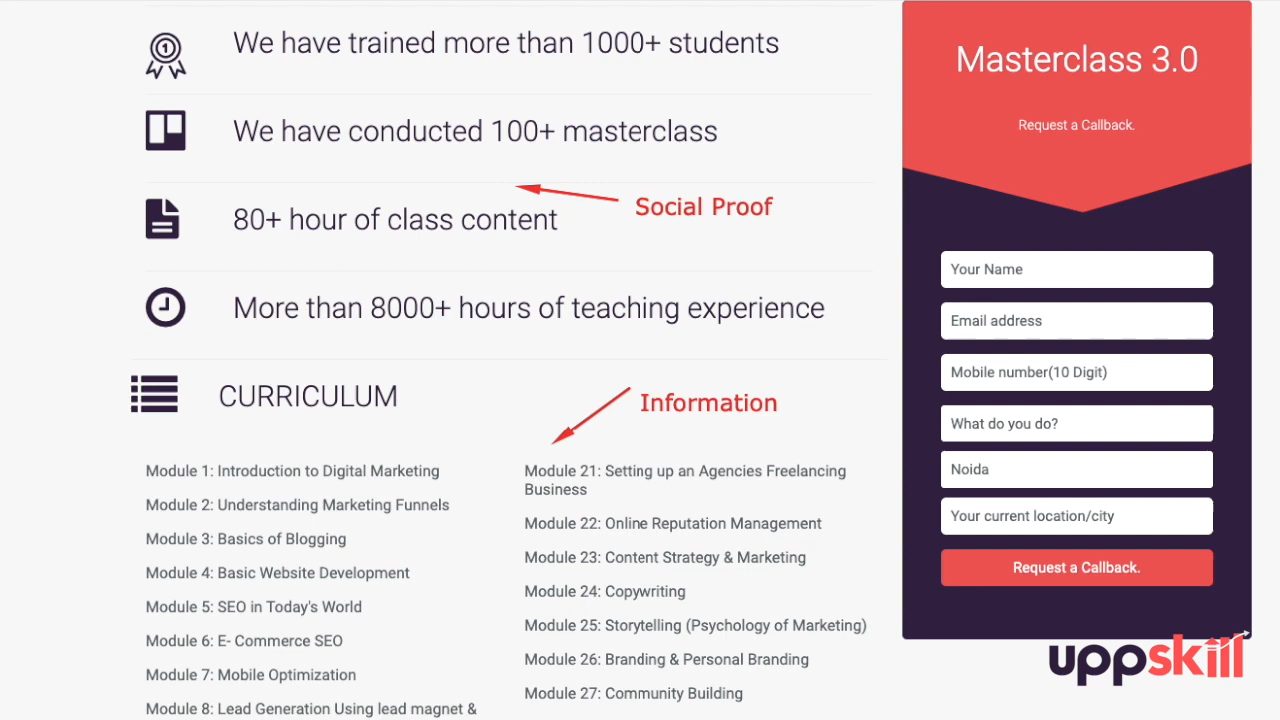 We have trained more than 1000+ students
We have conducted 100+ masterclass
Social Proof
80+ hour of class content
More than 8000+ hours of teaching experience
CURRICULUM
Information
Module 1: Introduction to Digital Marketing
Module 2: Understanding Marketing Funnels
Module 3: Basics of Blogging
Module 4: Basic Website Development
Module 5: SEO in Today's World
Module 6: E- Commerce SEO
Module 7: Mobile Optimization
Module 8: Lead Generation Using lead magnet &
Module 21: Setting up an Agencies Freelancing
Business
Module 22: Online Reputation Management
Module 23: Content Strategy & Marketing
Module 24: Copywriting
Module 25: Storytelling (Psychology of Marketing)
Module 26: Branding & Personal Branding
Module 27: Community Building
Masterclass 3.0
Request a Callback.
Your Name
Email address
Mobile number(10 Digit)
What do you do?
Noida
Your current location/city
Request a Callback.
uppskill
1